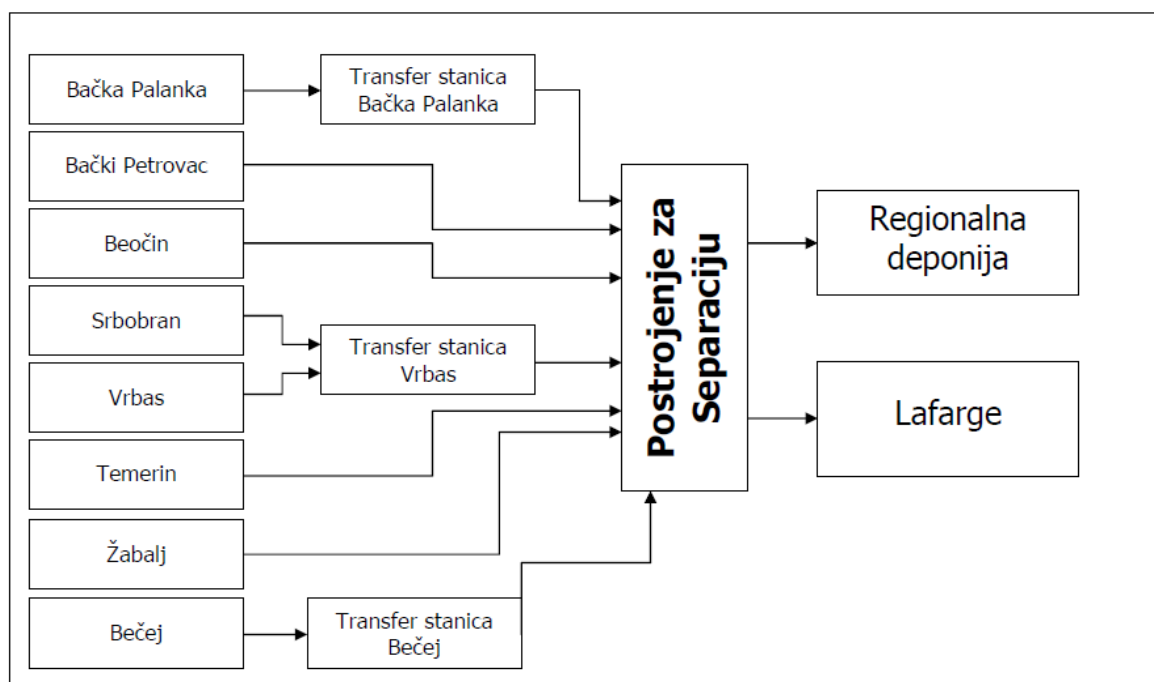 Bačka Palanka
Transfer stanica
Bačka Palanka
Bački Petrovac
Beočin
Srbobran
Transfer stanica
Vrbas
Vrbas
Temerin
Žabalj
Bečej
Transfer stanica
Bečej
Postrojenje za
Separaciju
Regionalna
deponija
Lafarge